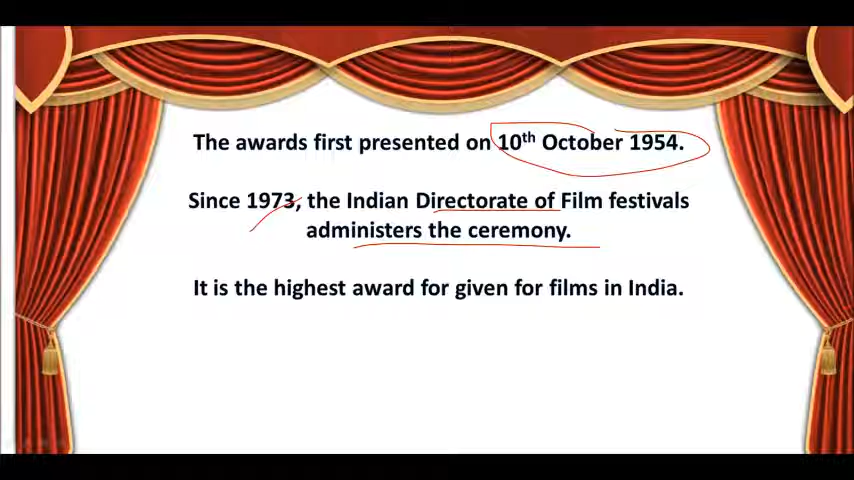 The awards first presented on 10th October 1954.
Since 1973, the Indian Directorate of Film festivals
administers the ceremony.
It is the highest award for given for films in India.